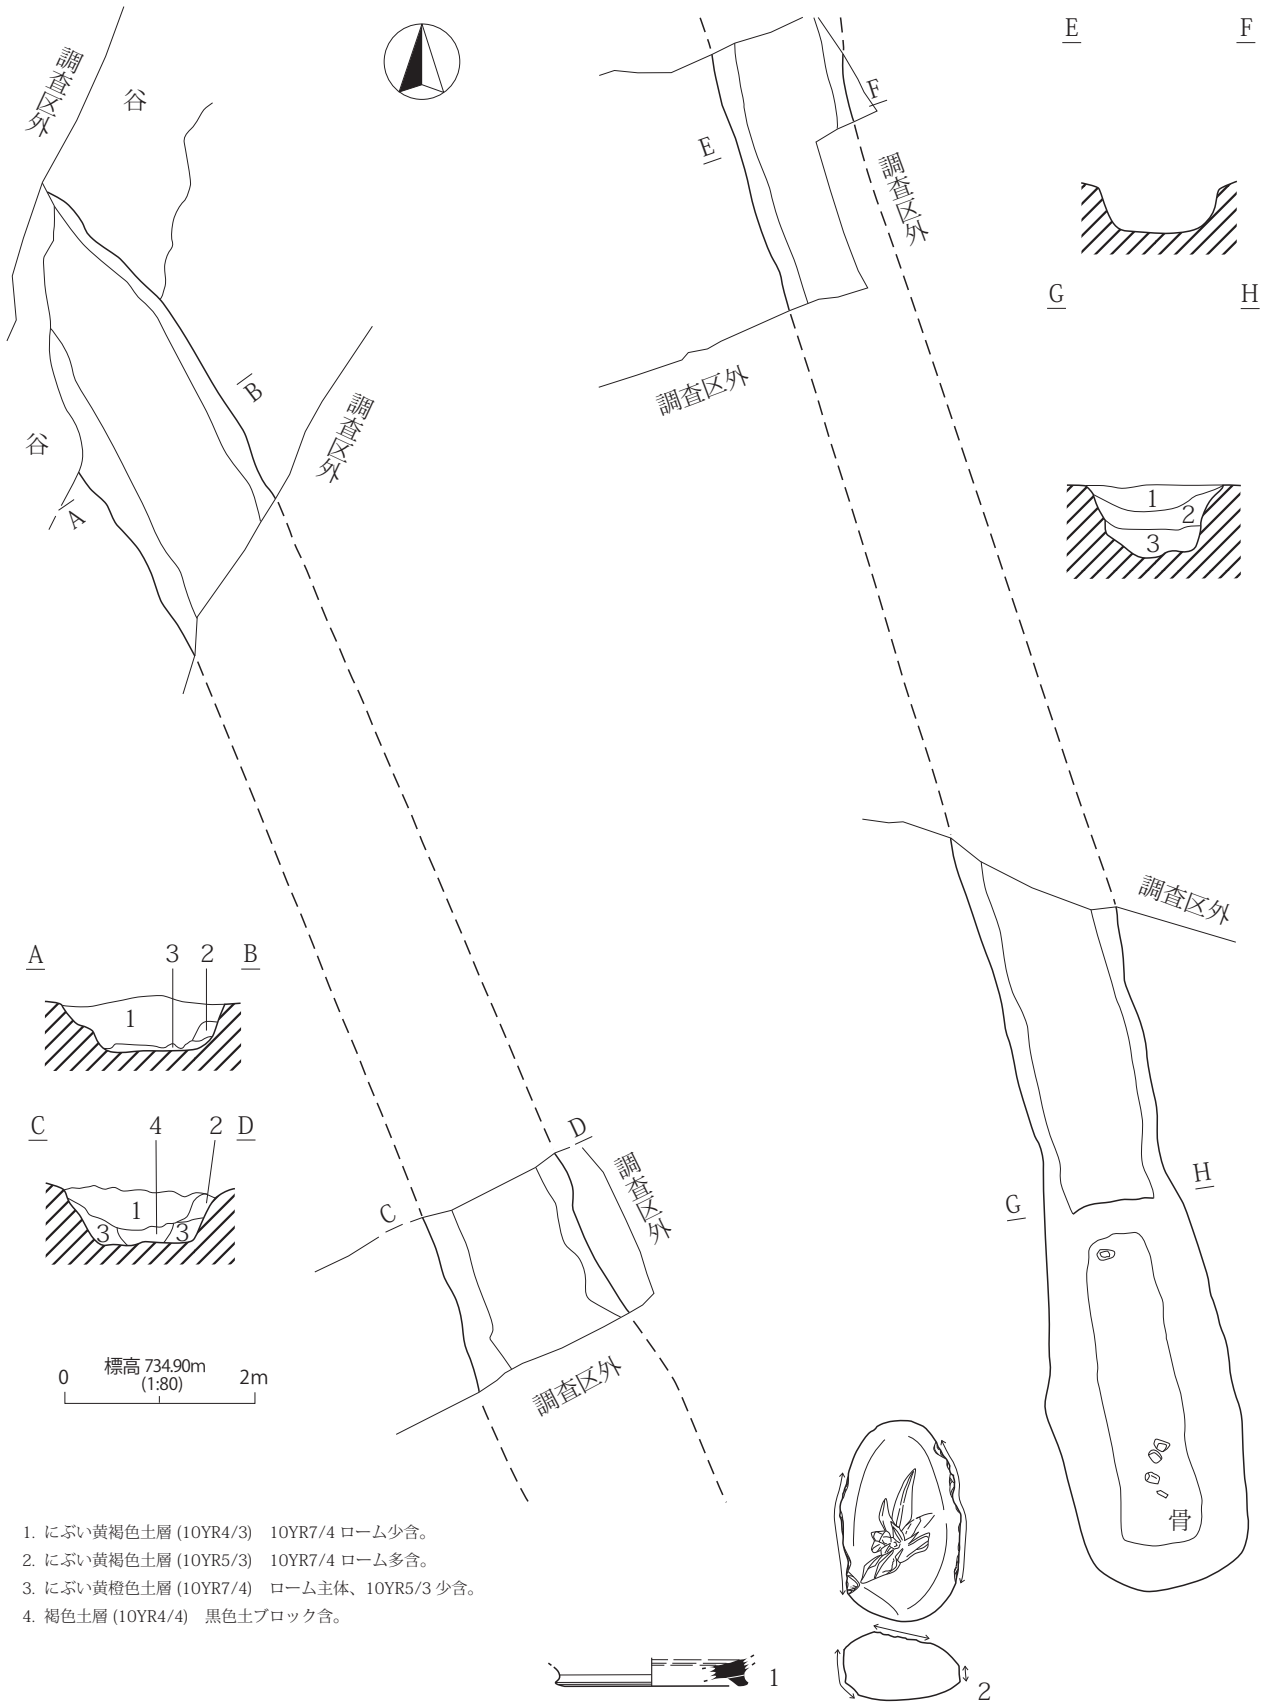 調査区外
谷
E
F
F
E
調査区外
G
H
B
調査区外
調査区外
谷
A
1
2
3
調査区外
A
3
2
B
1
C
4
2
D
1
3
3
D
調査区外
C
H
G
0
標高 734.90m
(1:80)
2m
調査区外
骨
1. にぶい黄褐色土層 (10YR4/3) 10YR7/4 ローム少含。
2. にぶい黄褐色土層 (10YR5/3) 10YR7/4 ローム多含。
3. にぶい黄橙色土層 (10YR7/4) ローム主体、10YR5/3 少含。
4. 褐色土層 (10YR4/4) 黒色土ブロック含。
1
2